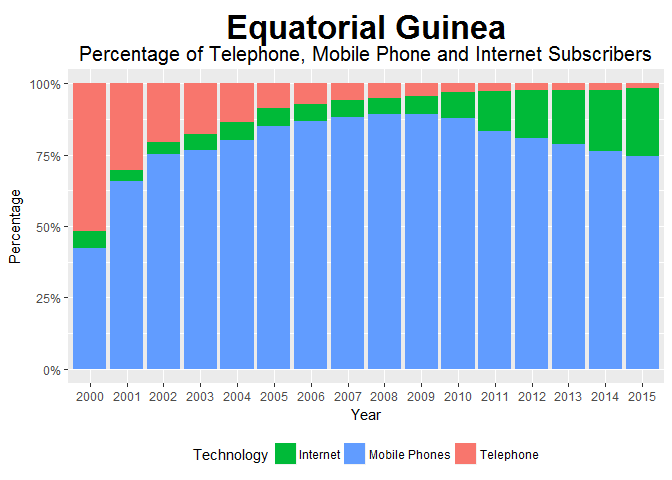 Equatorial Guinea
Percentage of Telephone, Mobile Phone and Internet Subscribers
Percentage
100%
75%
50%
25%
0%
2000 2001 2002 2003 2004 2005 2006 2007 2008 2009 2010 2011 2012 2013 2014 2015
Year
Technology Internet Mobile Phones Telephone